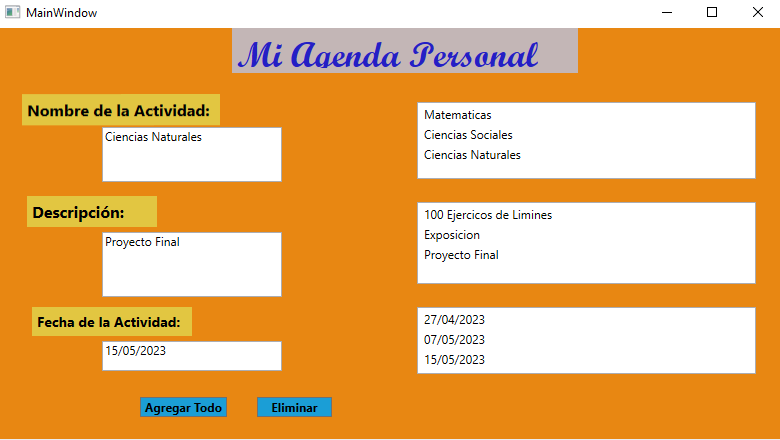 MainWindow
Mi Agenda Personal
Nombre de la Actividad:
Ciencias Naturales
Matematicas
Ciencias Sociales
Ciencias Naturales
Descripción:
Proyecto Final
100 Ejercicos de Limines
Exposicion
Proyecto Final
Fecha de la Actividad:
15/05/2023
27/04/2023
07/05/2023
15/05/2023
Agregar Todo
Eliminar